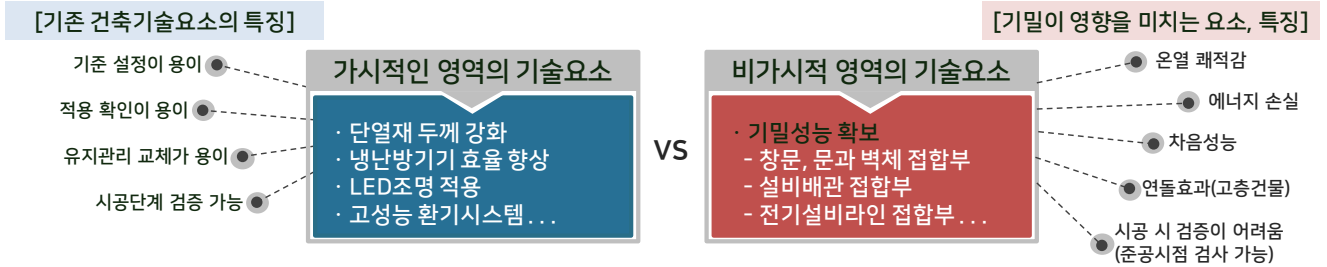 [기존 건축기술요소의 특징]
기준 설정이 용이
적용 확인이 용이
유지관리 교체가 용이
시공단계 검증 가능
가시적인 영역의 기술요소
· 단열재 두께 강화
· 냉난방기기 효율 향상
· LED조명 적용
· 고성능 환기시스템...
VS
[기밀이 영향을 미치는 요소, 특징]
비가시적 영역의 기술요소
· 기밀성능 확보
- 창문, 문과 벽체 접합부
- 설비배관 접합부
- 전기설비라인 접합부...
온열 쾌적감
에너지 손실
차음성능
연돌효과(고층건물)
시공 시 검증이 어려움
(준공시점 검사 가능)